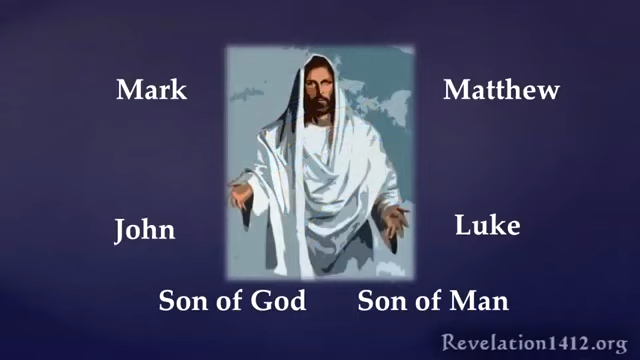 Mark Matthew
John Luke
Son of God Son of Man
Revelation1412.org